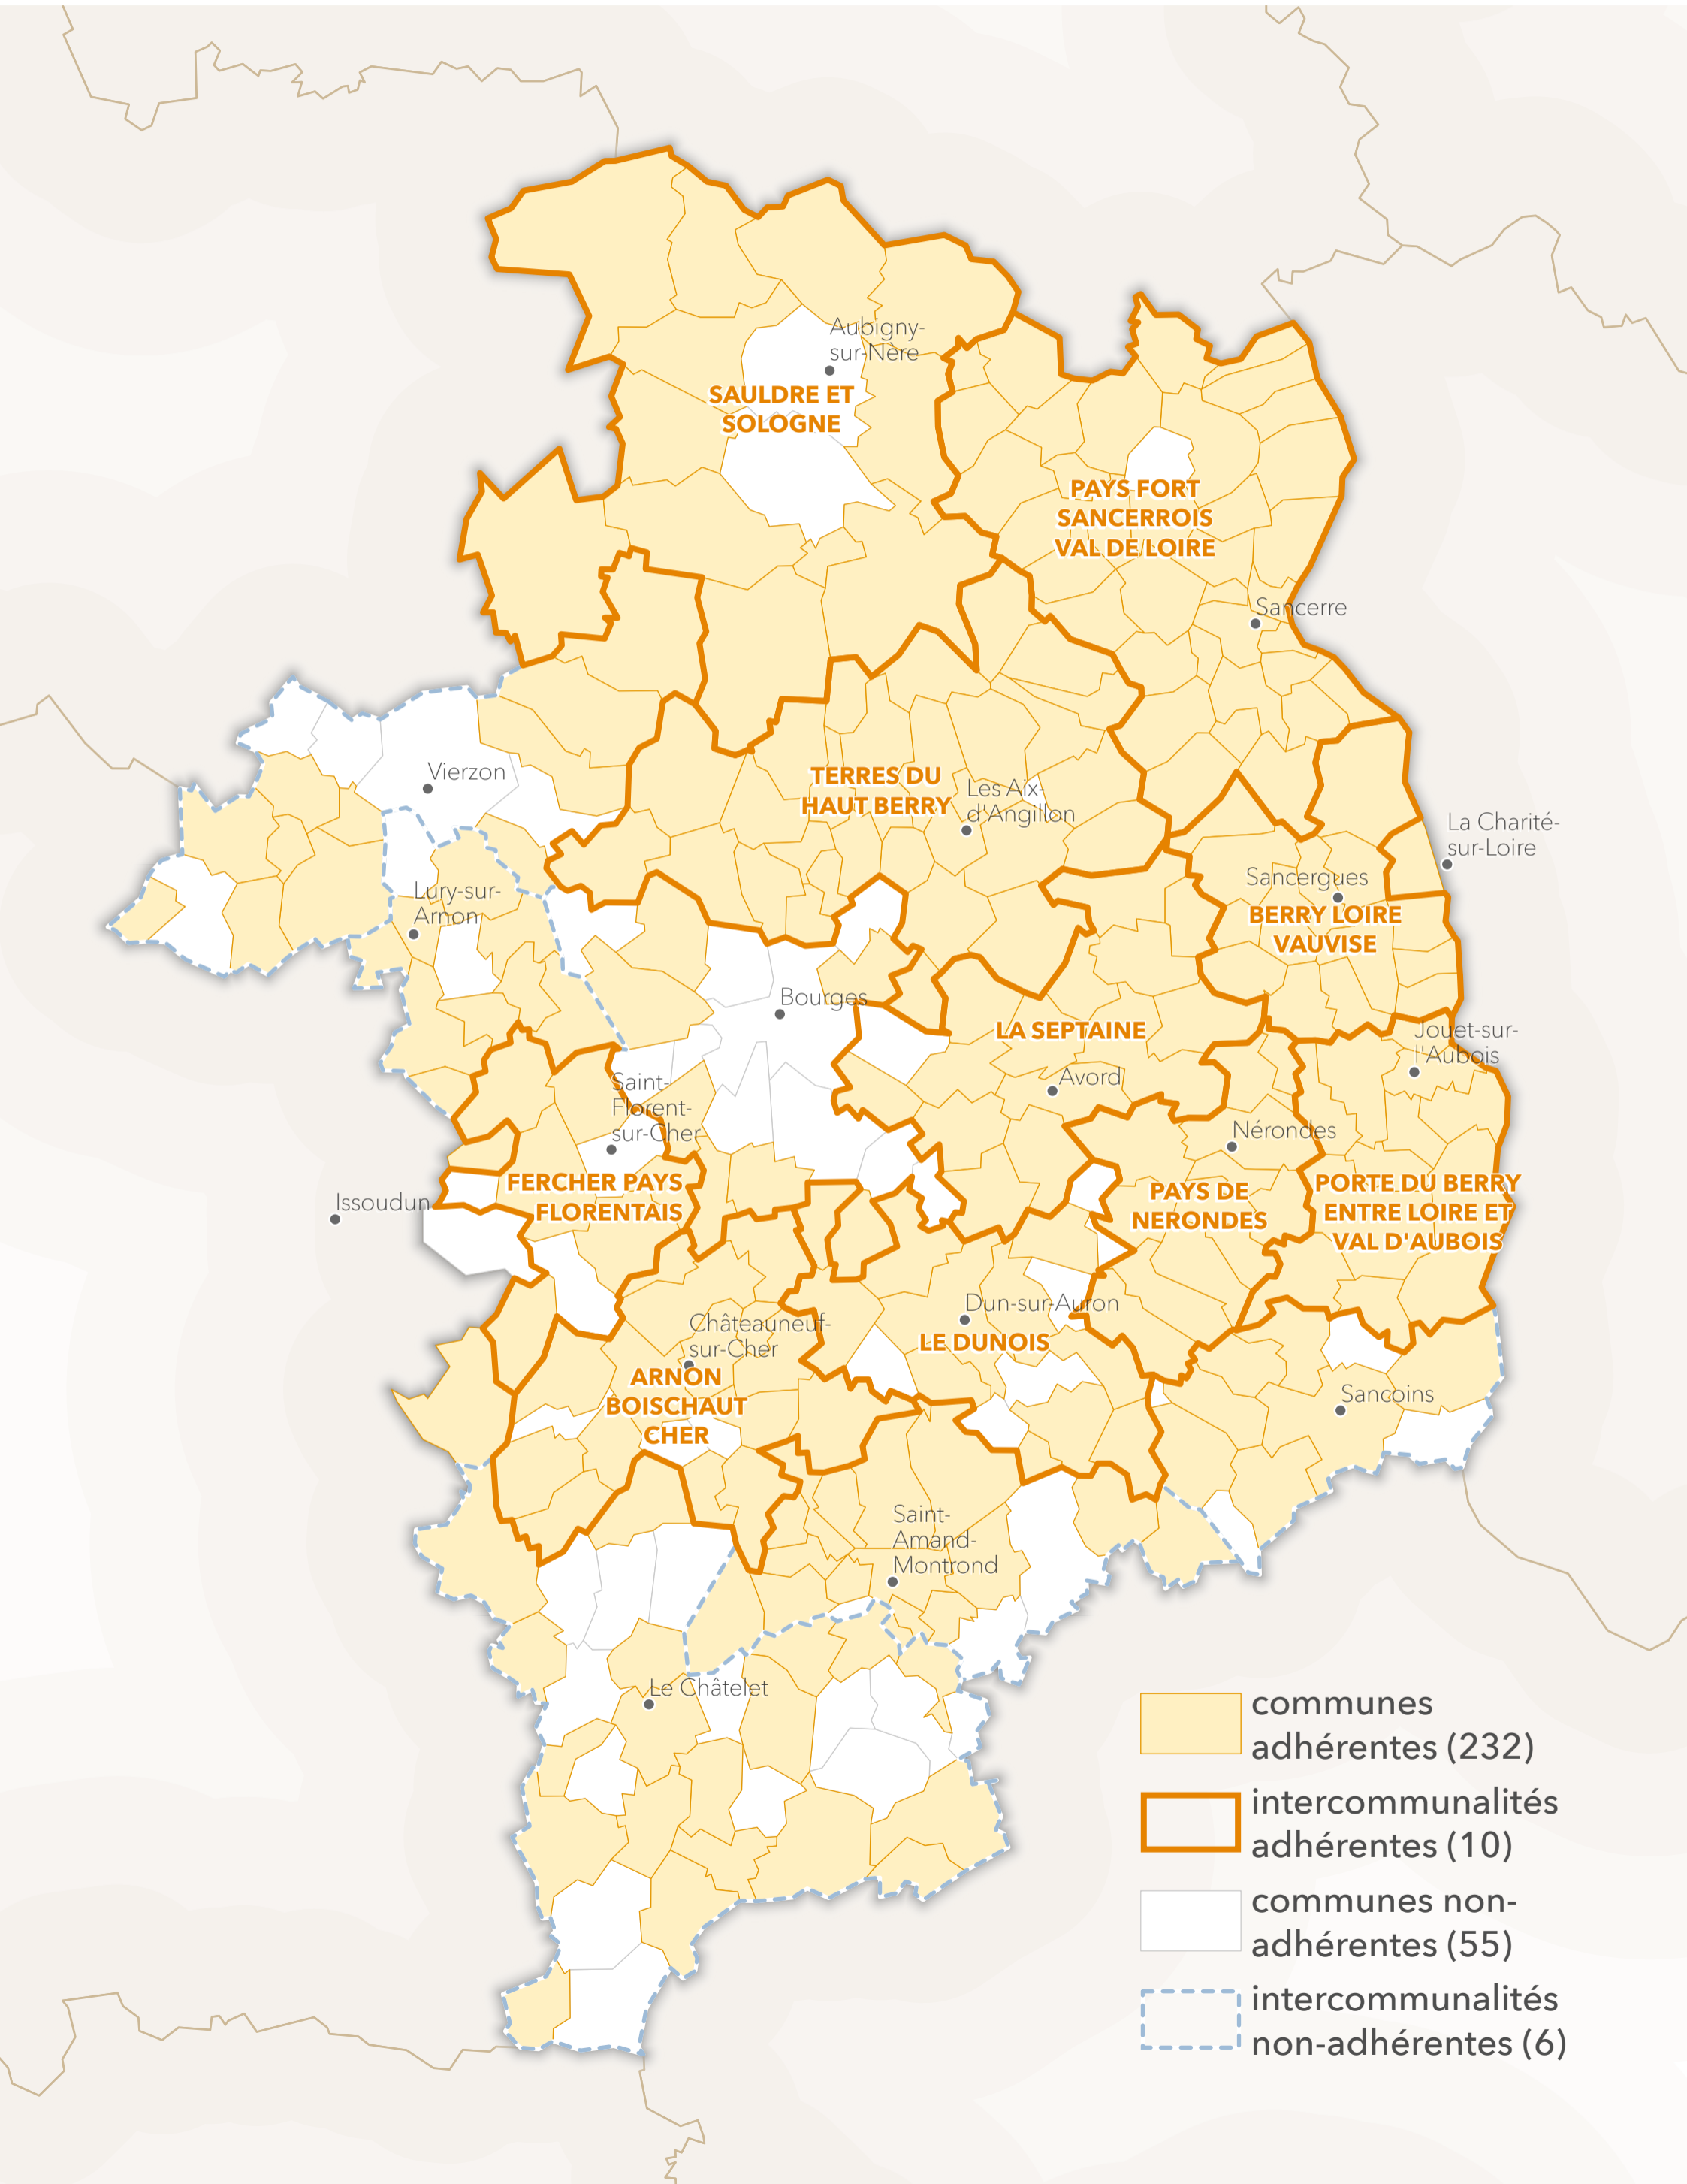 Aubigny-
sur-Nère
SAULDRE ET
SOLOGNE
PAYS FORT
SANCERROIS
VAL DE LOIRE
Sancerre
Vierzon
TERRES DU
HAUT BERRY
Les Aix-
d'Angillon
La Charité-
sur-Loire
Sancergues
BERRY LOIRE
VAUVISE
Lury-sur-
Arnon
Bourges
LA SEPTAINE
Jouet-sur-
l'Aubois
Avord
Saint-
Florent-
sur-Cher
Nérondes
FERCHER PAYS
FLORENTAIS
Issoudun
PAYS DE
NERONDES
PORTE DU BERRY
ENTRE LOIRE ET
VAL D'AUBOIS
Dun-sur-Auron
LE DUNOIS
Châteauneuf-
sur-Cher
ARNON
BOISCHAUT
CHER
Sancoins
Saint-
Amand-
Montrond
Le Châtelet
communes
adhérentes (232)
intercommunalités
adhérentes (10)
communes non-
adhérentes (55)
intercommunalités
non-adhérentes (6)